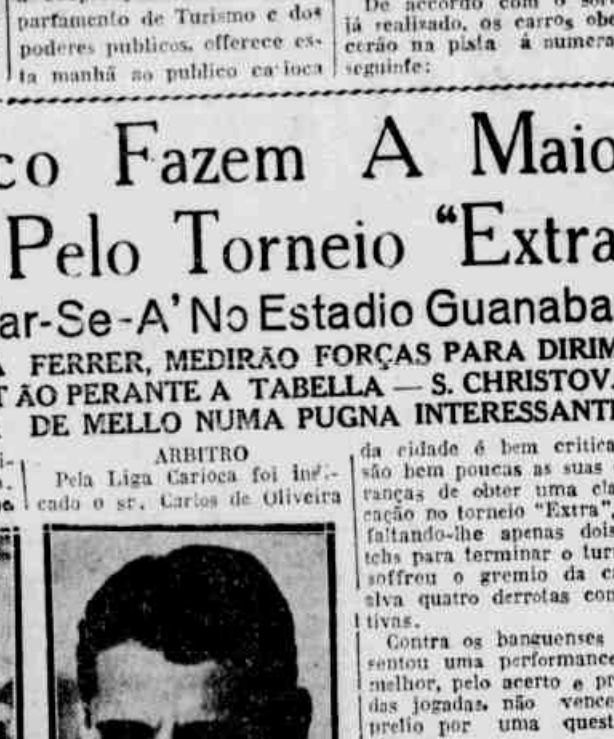 partamento de Turismo e dos
poderes publicos, offerece es-
ta manhã ao publico carioca
De accordo com o
já realizado, os carros
cerão na pista á numera
seguinte:
co Fazem A Maio
Pelo Torneio "Extra
ar-Se-A' No Estadio Guanaba
FERRER, MEDIRÃO FORÇAS PARA DIRIM
ÃO PERANTE A TABELLA — S. CHRISTOV
DE MELLO NUMA PUGNA INTERESSANT
ARBITRO
Pela Liga Carioca foi indi-
cado o sr. Carlos de Oliveira
da cidade é bem critica
são bem poucas as suas
ranças de obter uma cla
cação no torneio "Extra",
faltando-lhe apenas dois
tchs para terminar o tur
soffreu o gremio da c
alva quatro derrotas con
tivas.
Contra os banguenses
sentou uma performance
melhor, pelo acerto e pr
das jogadas, não vence
prelio por uma quest